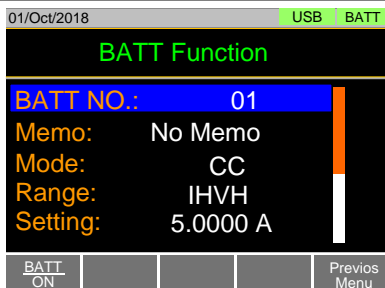 01/Oct/2018 USB BATT
BATT Function
BATT NO.: 01
Memo: No Memo
Mode: CC
Range: IHVH
Setting: 5.0000 A
BATT
ON
Previos
Menu